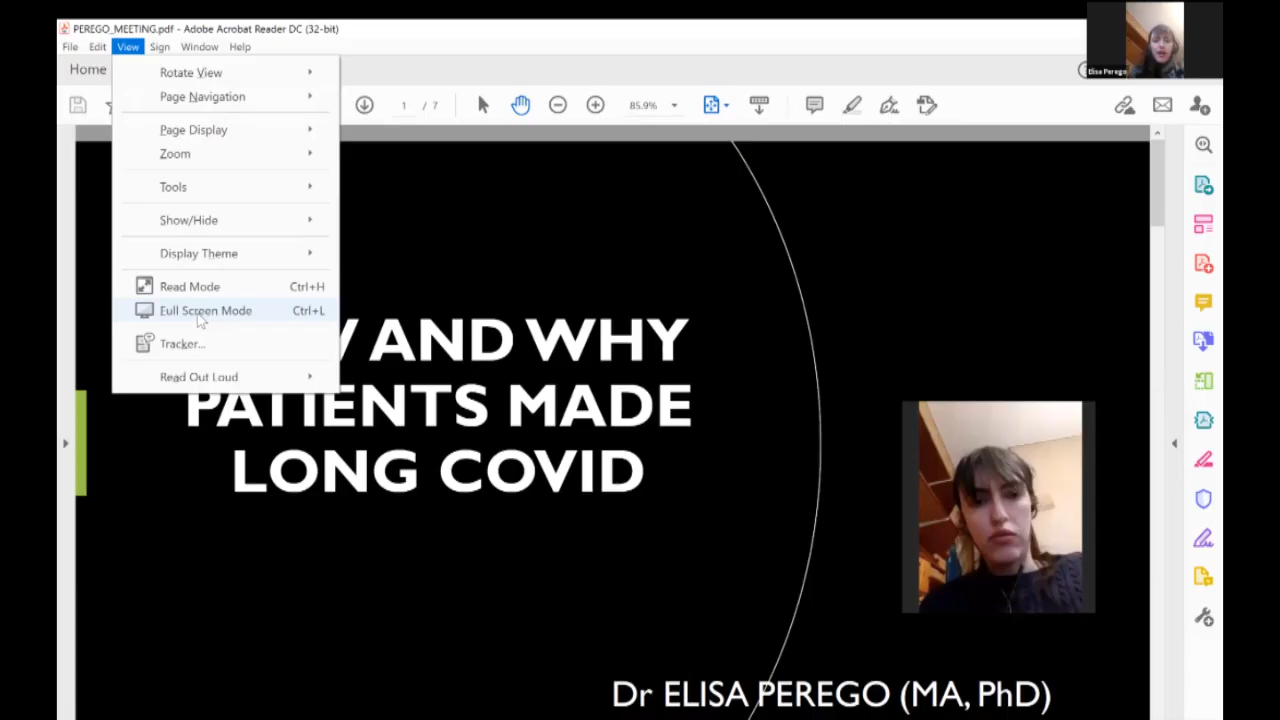 PEREGO_MEETING.pdf - Adobe Acrobat Reader DC (32-bit)
File Edit View Sign Window Help
Elisa Perego
Home
Rotate View
Page Navigation
1 / 7
85.9%
Page Display
Zoom
Tools
Show/Hide
Display Theme
Read Mode Ctrl+H
Full Screen Mode Ctrl+L
Tracker...
Read Out Loud
AND WHY
PATIENTS MADE
LONG COVID
Dr ELISA PEREGO (MA, PhD)